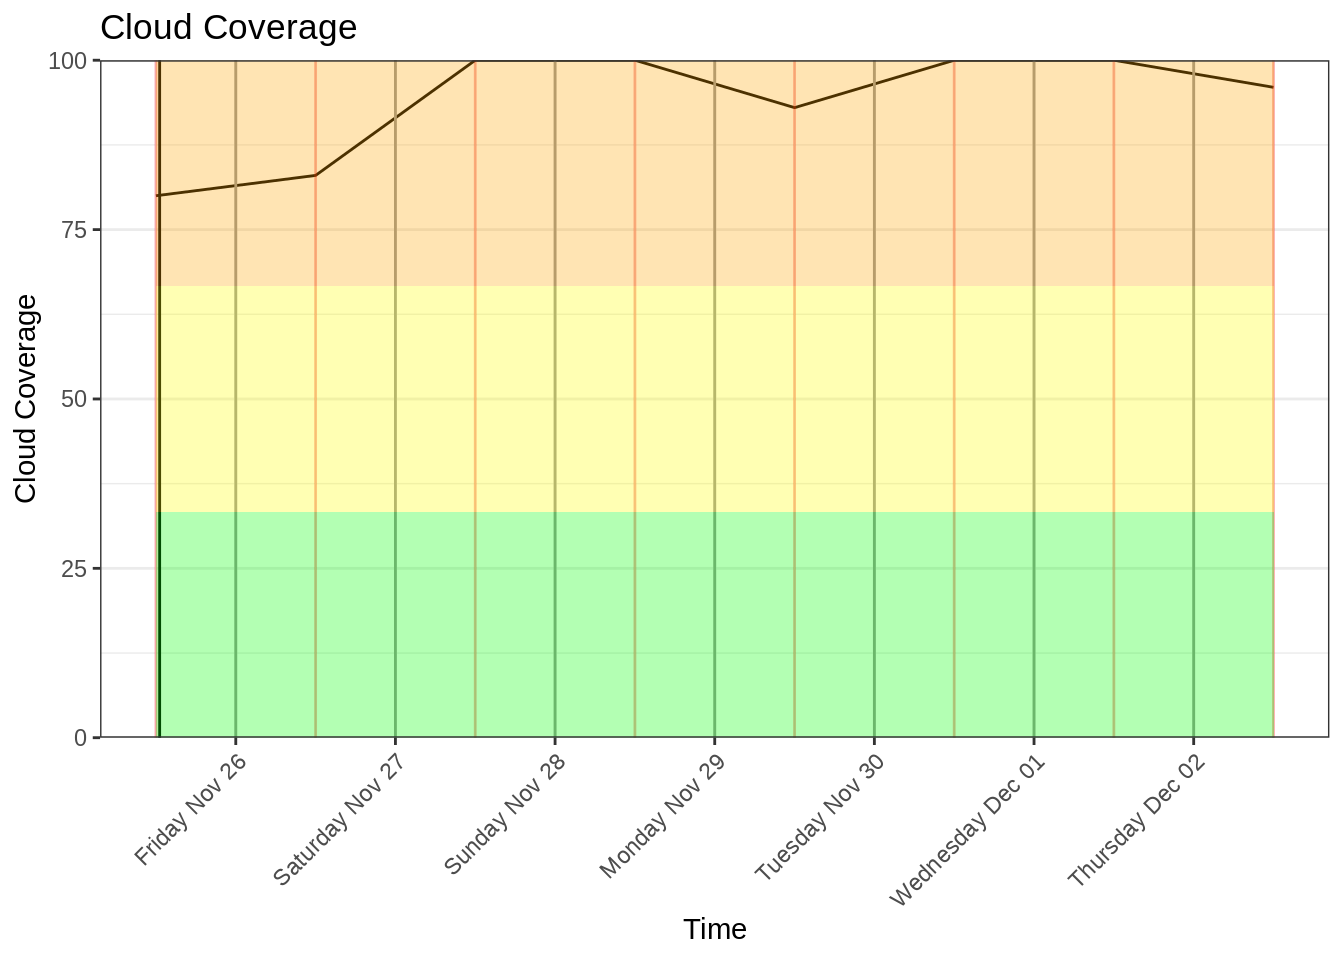 Cloud Coverage
100
75
50
25
0
Cloud Coverage
Friday Nov 26
Saturday Nov 27
Sunday Nov 28
Monday Nov 29
Tuesday Nov 30
Wednesday Dec 01
Thursday Dec 02
Time